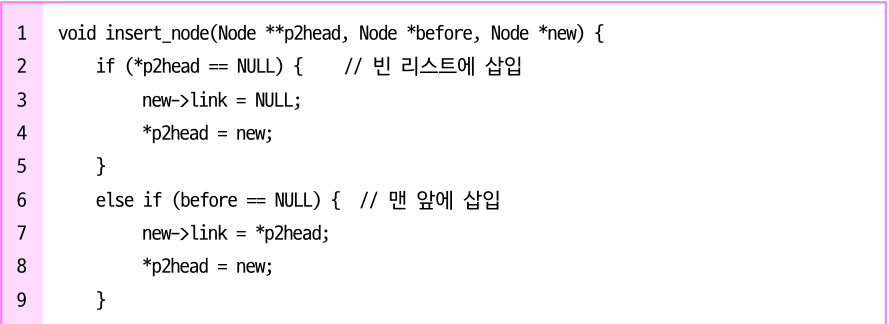 1 void insert_node(Node **p2head, Node *before, Node *new) {
2 if (*p2head == NULL) { // 빈 리스트에 삽입
3 new->link = NULL;
4 *p2head = new;
5 }
6 else if (before == NULL) { // 맨 앞에 삽입
7 new->link = *p2head;
8 *p2head = new;
9 }